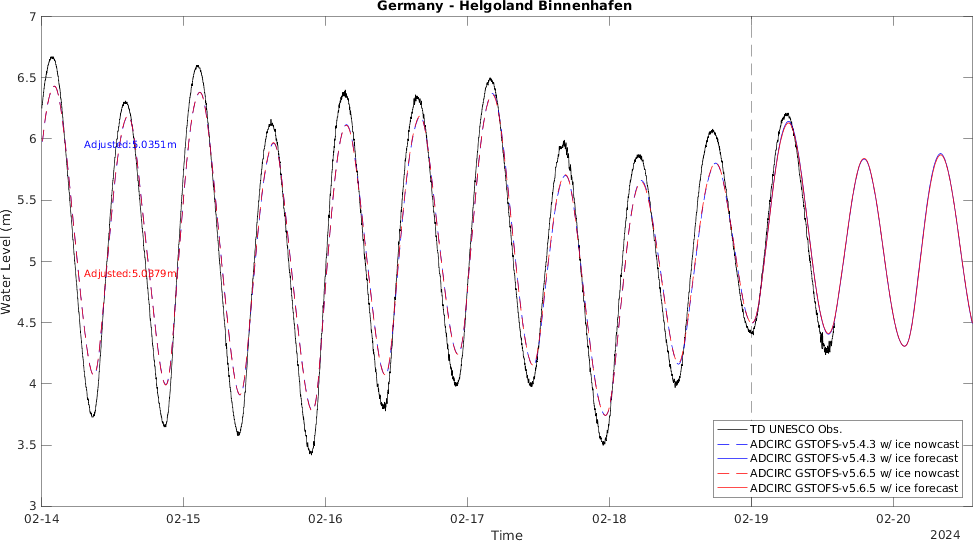 Germany - Helgoland Binnenhafen
7
6.5
6
5.5
5
4.5
4
3.5
3
Water Level (m)
Adjusted:5.0351m
Adjusted:5.0379m
TD UNESCO Obs.
ADCIRC GSTOFS-v5.4.3 w/ ice nowcast
ADCIRC GSTOFS-v5.4.3 w/ ice forecast
ADCIRC GSTOFS-v5.6.5 w/ ice nowcast
ADCIRC GSTOFS-v5.6.5 w/ ice forecast
02-14 02-15 02-16 02-17 02-18 02-19 02-20
Time
2024